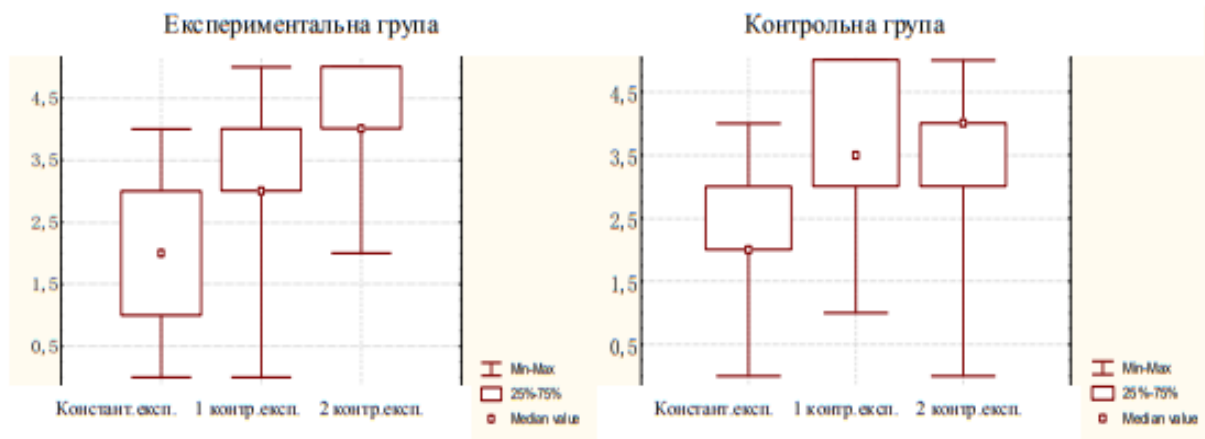 Експериментальна група
4,5
3,5
2,5
1,5
0,5
Констант.експ. 1 контр.експ. 2 контр.експ.
Min-Max
25%-75%
Median value
Контрольна група
4,5
3,5
2,5
1,5
0,5
Констант.експ. 1 контр.експ. 2 контр.експ.
Min-Max
25%-75%
Median value